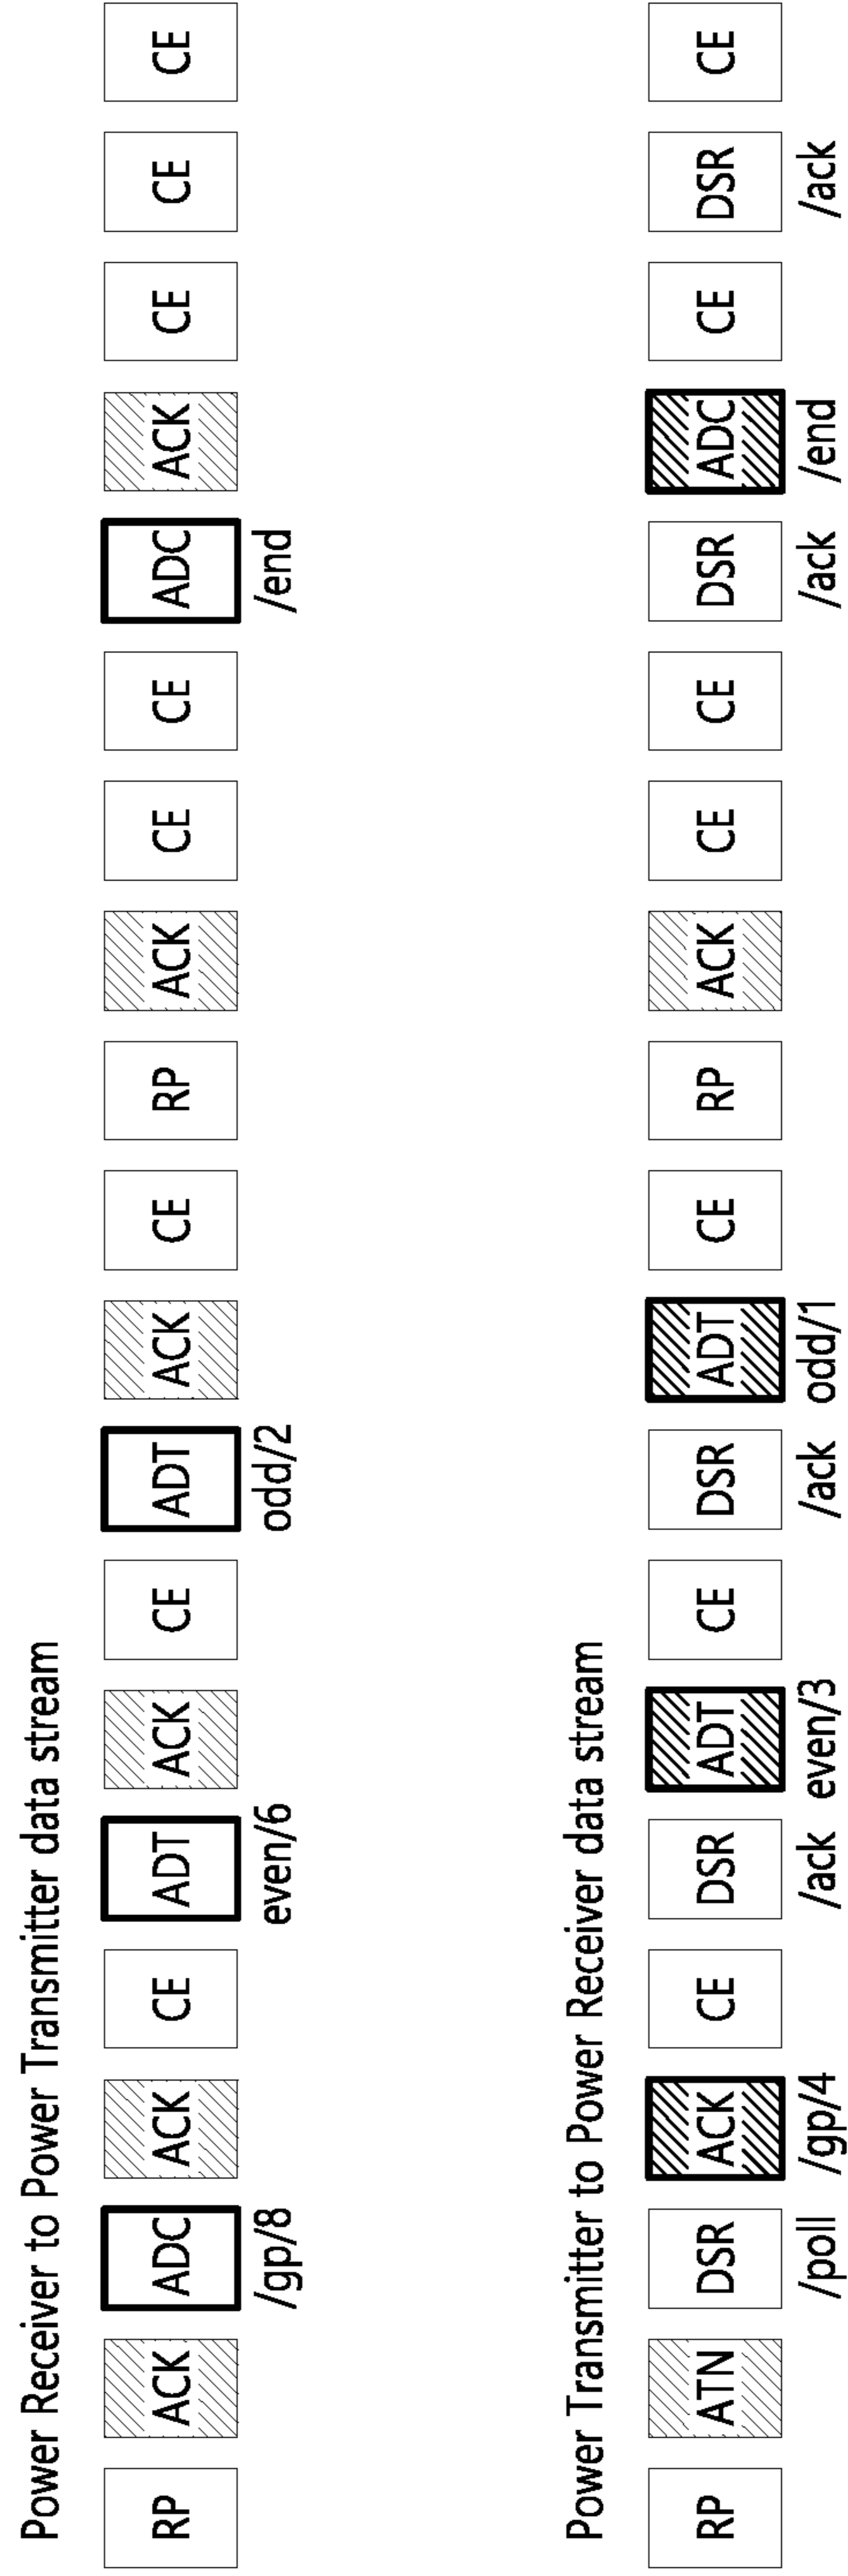 Power Receiver to Power Transmitter data stream
RP ACK ADC ACK CE ADT ACK CE ADT ACK CE RP ACK CE CE ADC ACK CE CE CE
/gp/8 even/6 odd/2 /end
Power Transmitter to Power Receiver data stream
RP ATN DSR ACK CE DSR ADT CE DSR ADT CE RP ACK CE CE DSR ADC CE DSR CE
/poll /gp/4 /ack even/3 /ack odd/1 /ack /end /ack